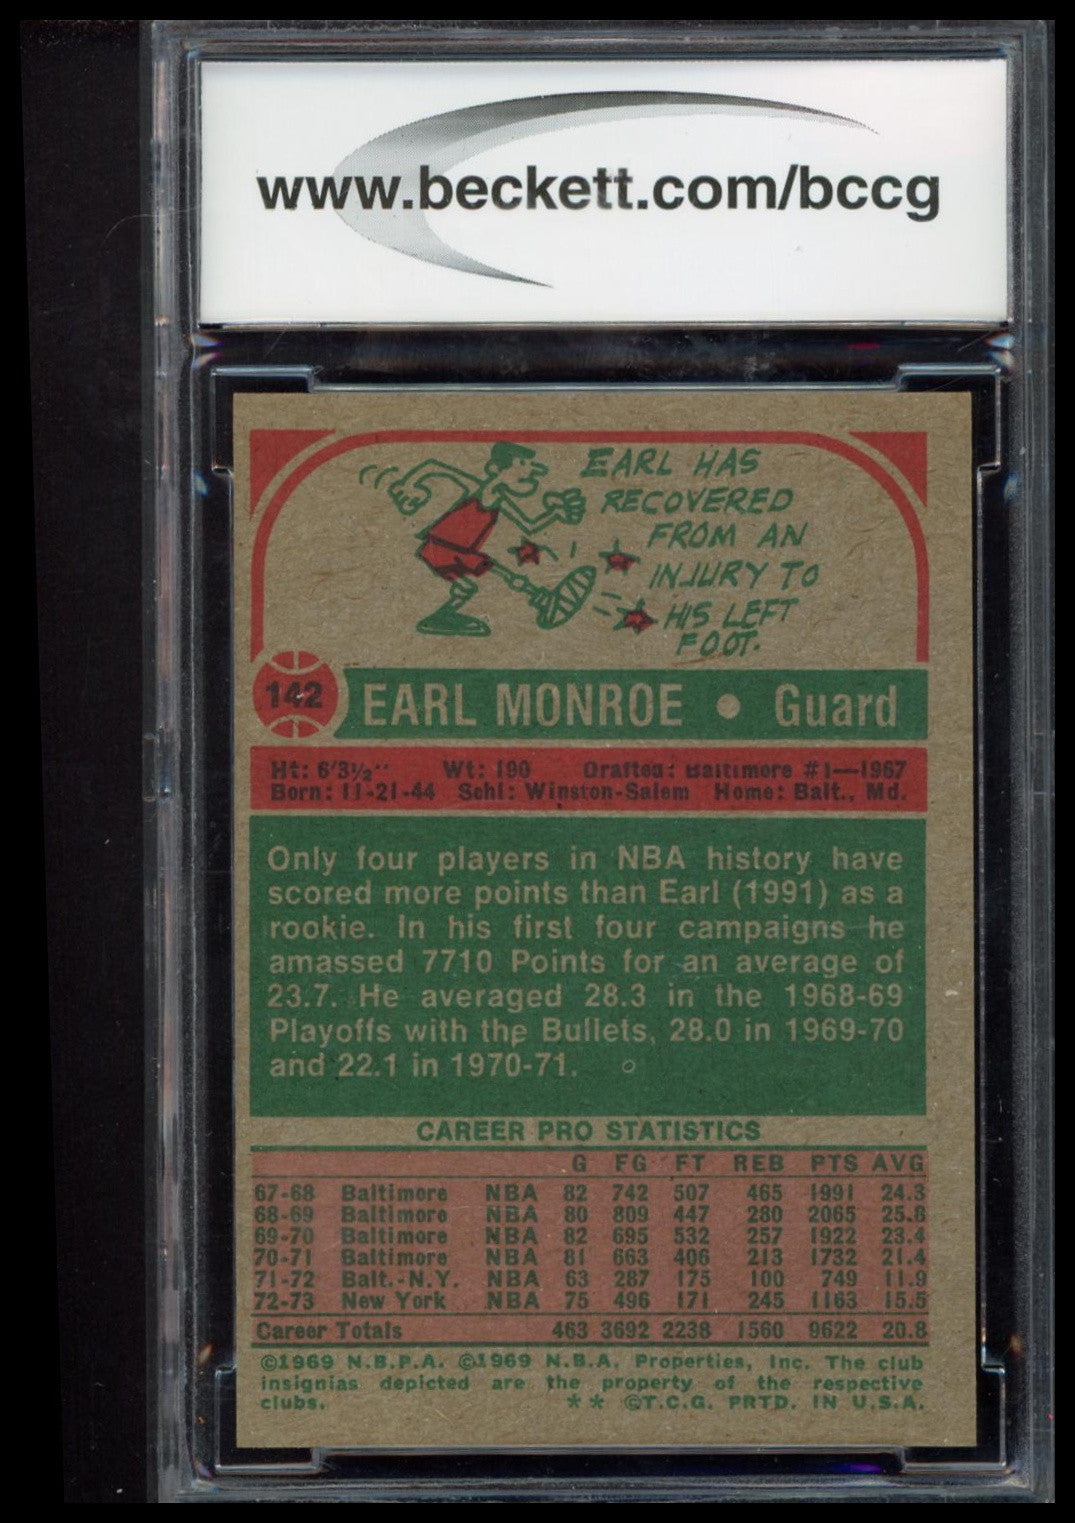 www.beckett.com/bccg
EARL HAS
RECOVERED
FROM AN
INJURY TO
HIS LEFT
FOOT.
142 EARL MONROE • Guard
Ht: 6'3½" Wt: 190 Drafted: Baltimore #1—1967
Born: 11-21-44 Schl: Winston-Salem Home: Balt., Md.
Only four players in NBA history have
scored more points than Earl (1991) as a
rookie. In his first four campaigns he
amassed 7710 Points for an average of
23.7. He averaged 28.3 in the 1968-69
Playoffs with the Bullets, 28.0 in 1969-70
and 22.1 in 1970-71.
CAREER PRO STATISTICS
G FG FT REB PTS AVG
67-68 Baltimore NBA 82 742 507 465 1991 24.3
68-69 Baltimore NBA 80 809 447 280 2065 25.8
69-70 Baltimore NBA 82 695 532 257 1922 23.4
70-71 Baltimore NBA 81 663 406 213 1732 21.4
71-72 Balt.-N.Y. NBA 63 287 175 100 749 11.9
72-73 New York NBA 75 496 171 245 1163 15.5
Career Totals 463 3692 2238 1560 9622 20.8
©1969 N.B.P.A. ©1969 N.B.A. Properties, Inc. The club
insignias depicted are the property of the respective
clubs. ** ©T.C.G. PRTD. IN U.S.A.